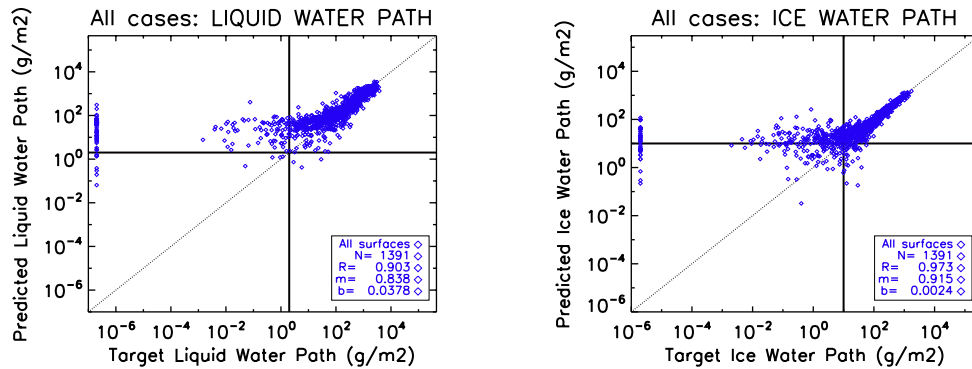 All cases: LIQUID WATER PATH
Predicted Liquid Water Path (g/m2)
10^4
10^2
10^0
10^-2
10^-4
10^-6
All surfaces ◇
N= 1391 ◇
R= 0.903 ◇
m= 0.838 ◇
b= 0.0378 ◇
10^-6 10^-4 10^-2 10^0 10^2 10^4
Target Liquid Water Path (g/m2)
All cases: ICE WATER PATH
Predicted Ice Water Path (g/m2)
10^4
10^2
10^0
10^-2
10^-4
10^-6
All surfaces ◇
N= 1391 ◇
R= 0.973 ◇
m= 0.915 ◇
b= 0.0024 ◇
10^-6 10^-4 10^-2 10^0 10^2 10^4
Target Ice Water Path (g/m2)